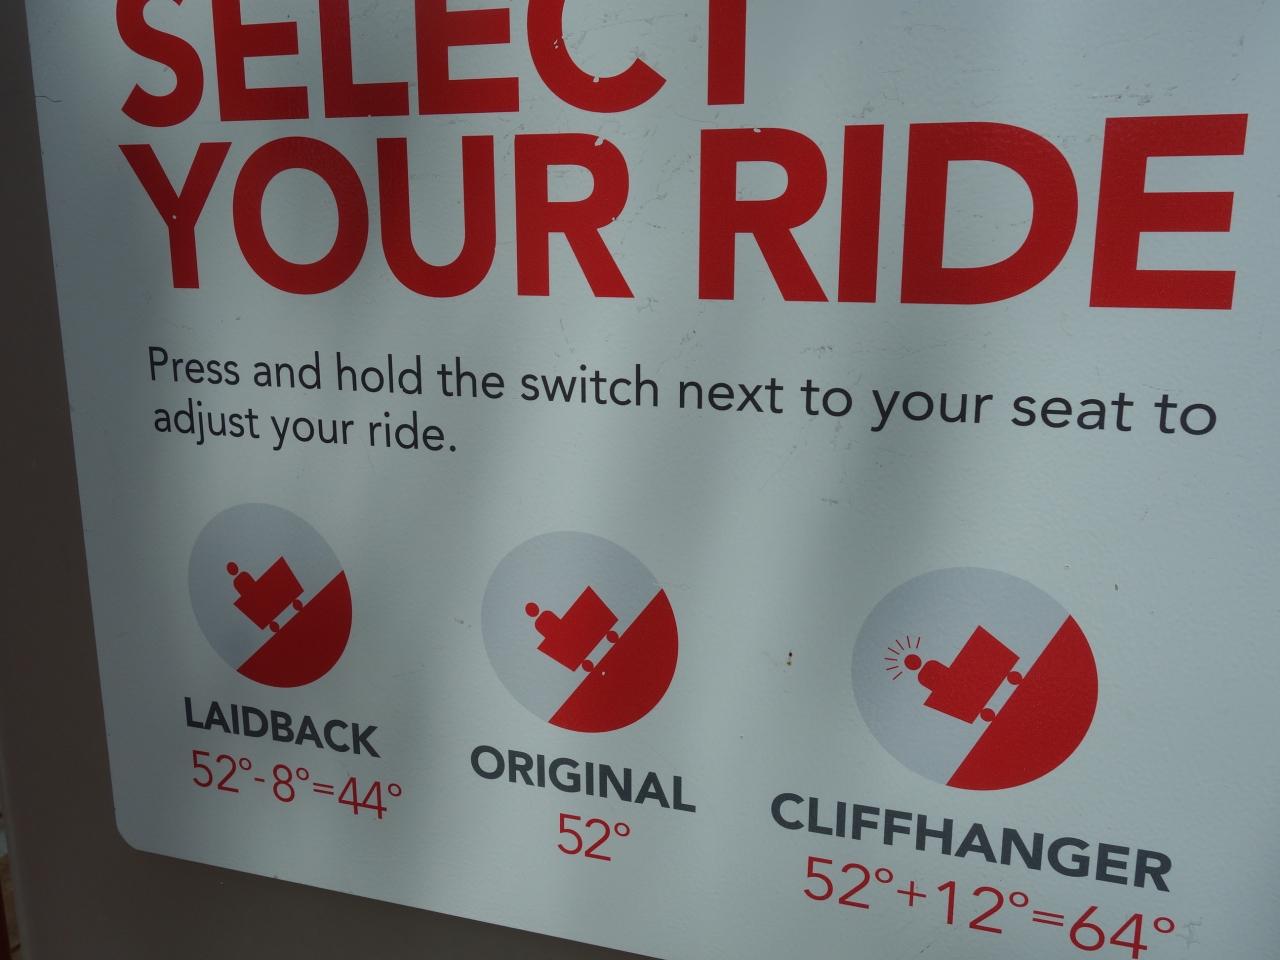 SELECT
YOUR RIDE
Press and hold the switch next to your seat to
adjust your ride.
LAIDBACK
52°-8°=44°
ORIGINAL
52°
CLIFFHANGER
52°+12°=64°